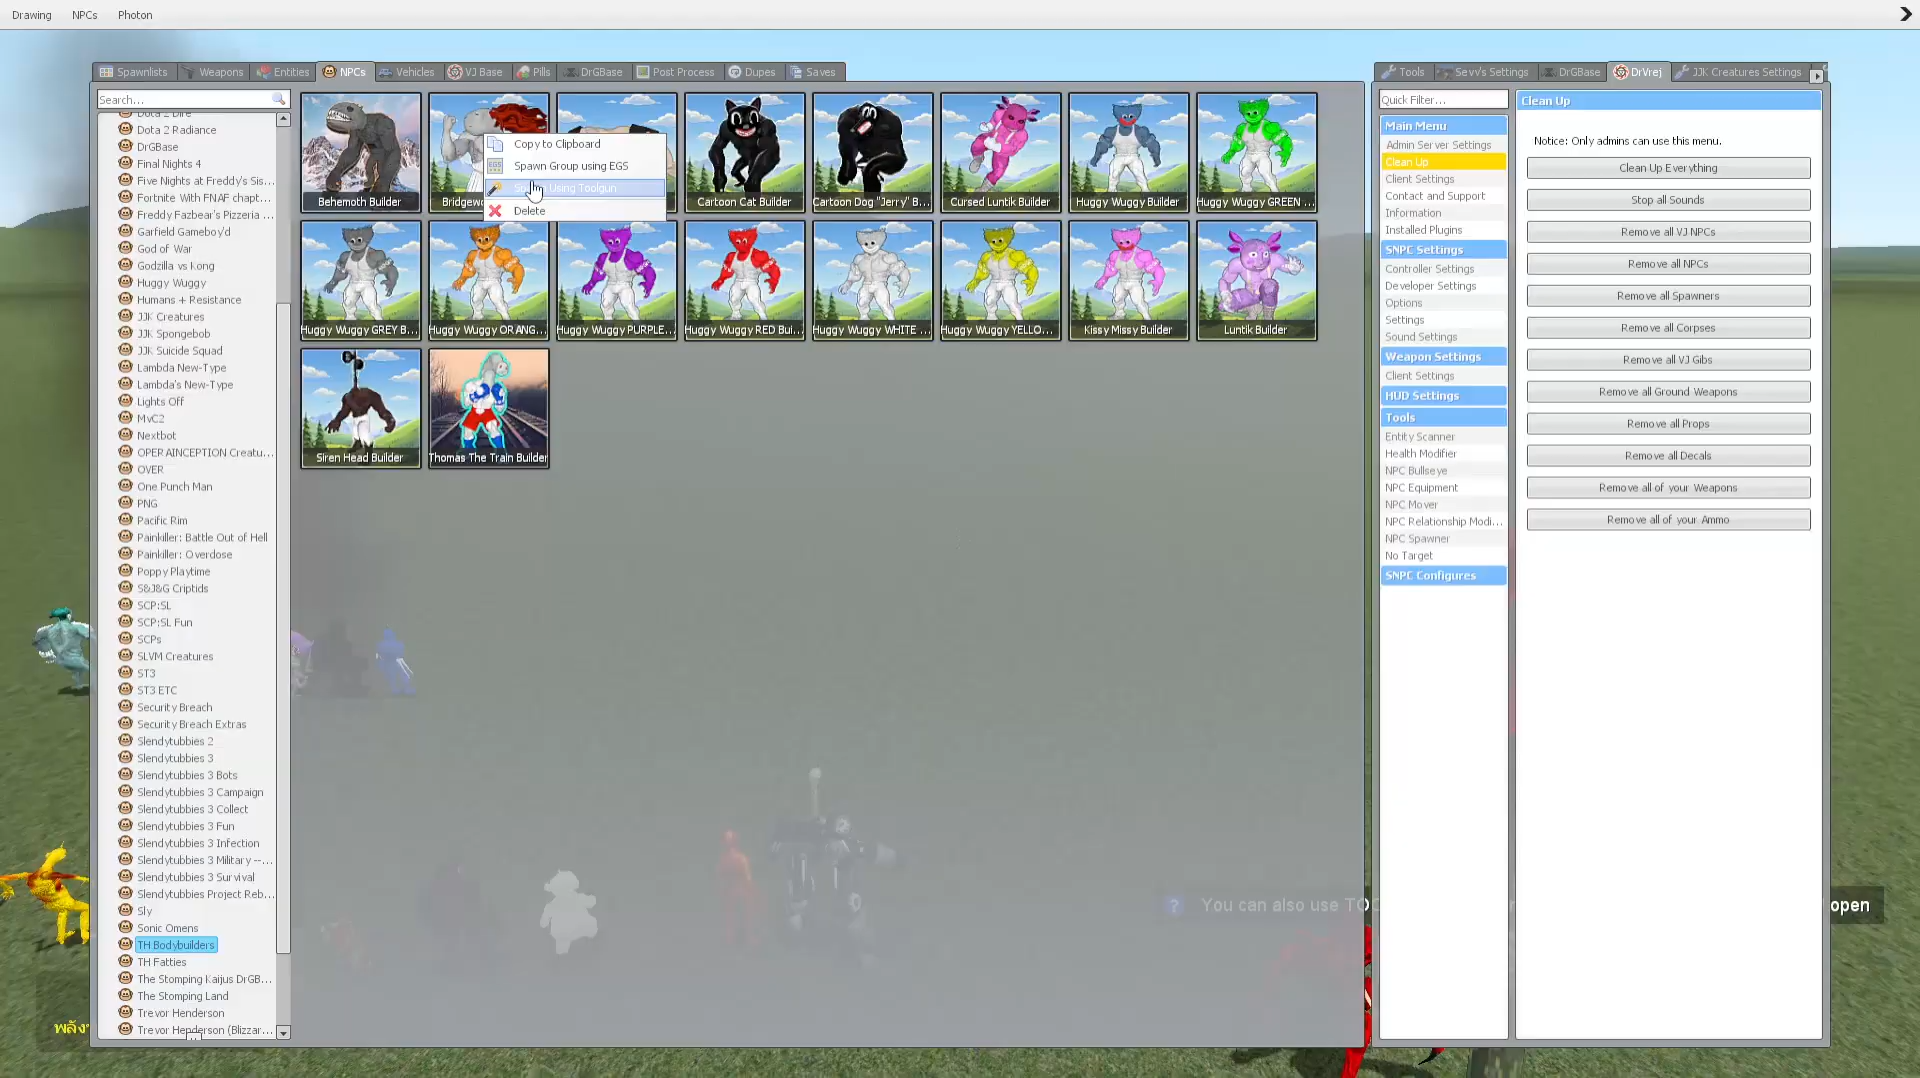 Drawing NPCs Photon
Spawnlists Weapons Entities NPCs Vehicles VJ Base Pills DrGBase Post Process Dupes Saves
Search...
Dota 2 Dire
Dota 2 Radiance
DrGBase
Final Nights 4
Five Nights at Freddy's Sis...
Fortnite With FNAF chapt...
Freddy Fazbear's Pizzeria ...
Garfield Gameboy'd
God of War
Godzilla vs Kong
Huggy Wuggy
Humans + Resistance
JJK Creatures
JJK Spongebob
JJK Suicide Squad
Lambda New-Type
Lambda's New-Type
Lights Off
MvC2
Nextbot
OPERAINCEPTION Creatu...
OVER
One Punch Man
PNG
Pacific Rim
Painkiller: Battle Out of Hell
Painkiller: Overdose
Poppy Playtime
S&J&G Criptids
SCP:SL
SCP:SL Fun
SCPs
SLVM Creatures
ST3
ST3 ETC
Security Breach
Security Breach Extras
Slendytubbies 2
Slendytubbies 3
Slendytubbies 3 Bots
Slendytubbies 3 Campaign
Slendytubbies 3 Collect
Slendytubbies 3 Fun
Slendytubbies 3 Infection
Slendytubbies 3 Military --...
Slendytubbies 3 Survival
Slendytubbies Project Reb...
Sly
Sonic Omens
TH Bodybuilders
TH Fatties
The Stomping Kaijus DrGB...
The Stomping Land
Trevor Henderson
Trevor Henderson (Blizzar...
Behemoth Builder
Bridgewo
Cartoon Cat Builder
Cartoon Dog "Jerry" B...
Cursed Luntik Builder
Huggy Wuggy Builder
Huggy Wuggy GREEN ...
Copy to Clipboard
Spawn Group using EGS
Using Toolgun
Delete
Huggy Wuggy GREY B...
Huggy Wuggy ORANG...
Huggy Wuggy PURPLE...
Huggy Wuggy RED Bui...
Huggy Wuggy WHITE ...
Huggy Wuggy YELLO...
Kissy Missy Builder
Luntik Builder
Siren Head Builder
Thomas The Train Builder
? You can also use TO
open
พลัง
Tools Sevv's Settings DrGBase DrVrej JJK Creatures Settings
Quick Filter...
Main Menu
Admin Server Settings
Clean Up
Client Settings
Contact and Support
Information
Installed Plugins
SNPC Settings
Controller Settings
Developer Settings
Options
Settings
Sound Settings
Weapon Settings
Client Settings
HUD Settings
Tools
Entity Scanner
Health Modifier
NPC Bullseye
NPC Equipment
NPC Mover
NPC Relationship Modi...
NPC Spawner
No Target
SNPC Configures
Clean Up
Notice: Only admins can use this menu.
Clean Up Everything
Stop all Sounds
Remove all VJ NPCs
Remove all NPCs
Remove all Spawners
Remove all Corpses
Remove all VJ Gibs
Remove all Ground Weapons
Remove all Props
Remove all Decals
Remove all of your Weapons
Remove all of your Ammo